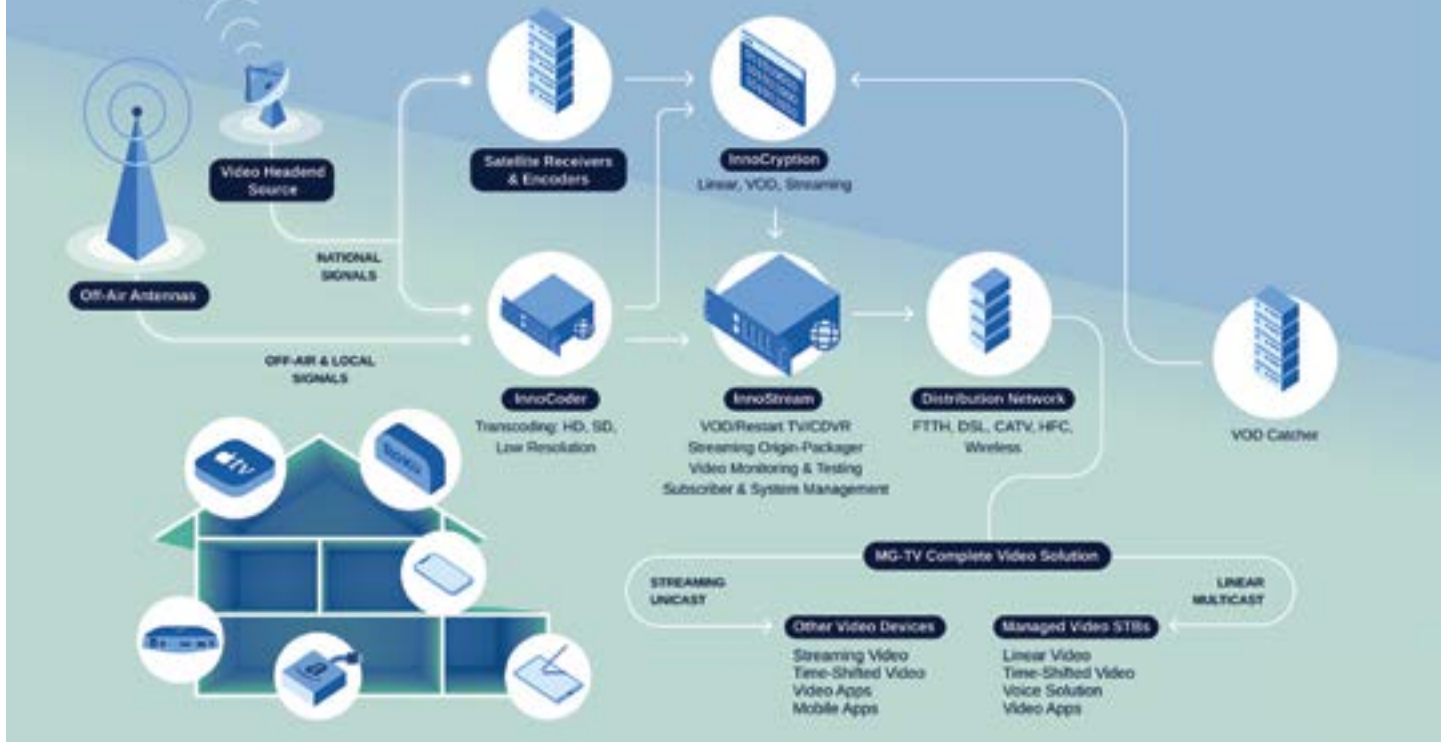 Video Headend
Source
Off-Air Antennas
NATIONAL
SIGNALS
OFF-AIR & LOCAL
SIGNALS
Satellite Receivers
& Encoders
InnoCryption
Linear, VOD, Streaming
InnoCoder
Transcoding: HD, SD,
Low Resolution
InnoStream
VOD/Restart TV/CDVR
Streaming Origin-Packager
Video Monitoring & Testing
Subscriber & System Management
Distribution Network
FTTH, DSL, CATV, HFC,
Wireless
VOD Catcher
tv
ROKU
a
MG-TV Complete Video Solution
STREAMING
UNICAST
LINEAR
MULTICAST
Other Video Devices
Streaming Video
Time-Shifted Video
Video Apps
Mobile Apps
Managed Video STBs
Linear Video
Time-Shifted Video
Voice Solution
Video Apps